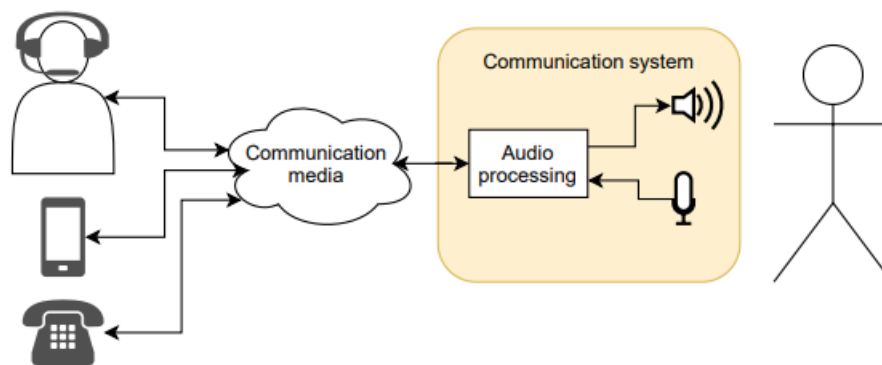 Communication system
Communication
media
Audio
processing